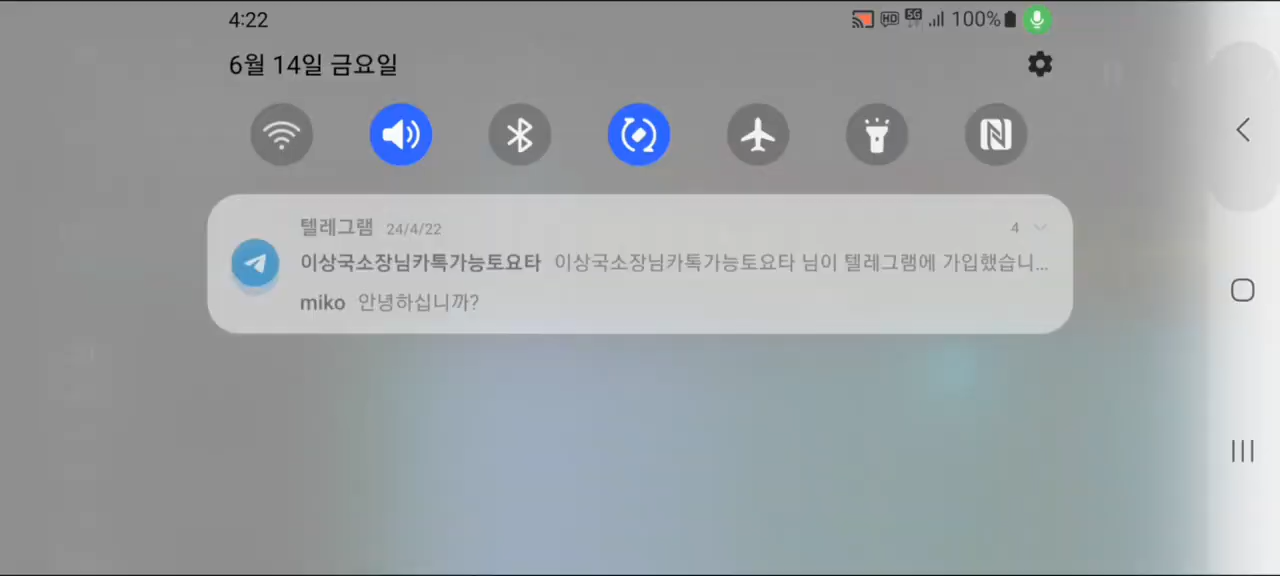 4:22 HD 5G 100%
6월 14일 금요일
텔레그램 24/4/22 4
이상국소장님카톡가능토요타 이상국소장님카톡가능토요타 님이 텔레그램에 가입했습니...
miko 안녕하십니까?